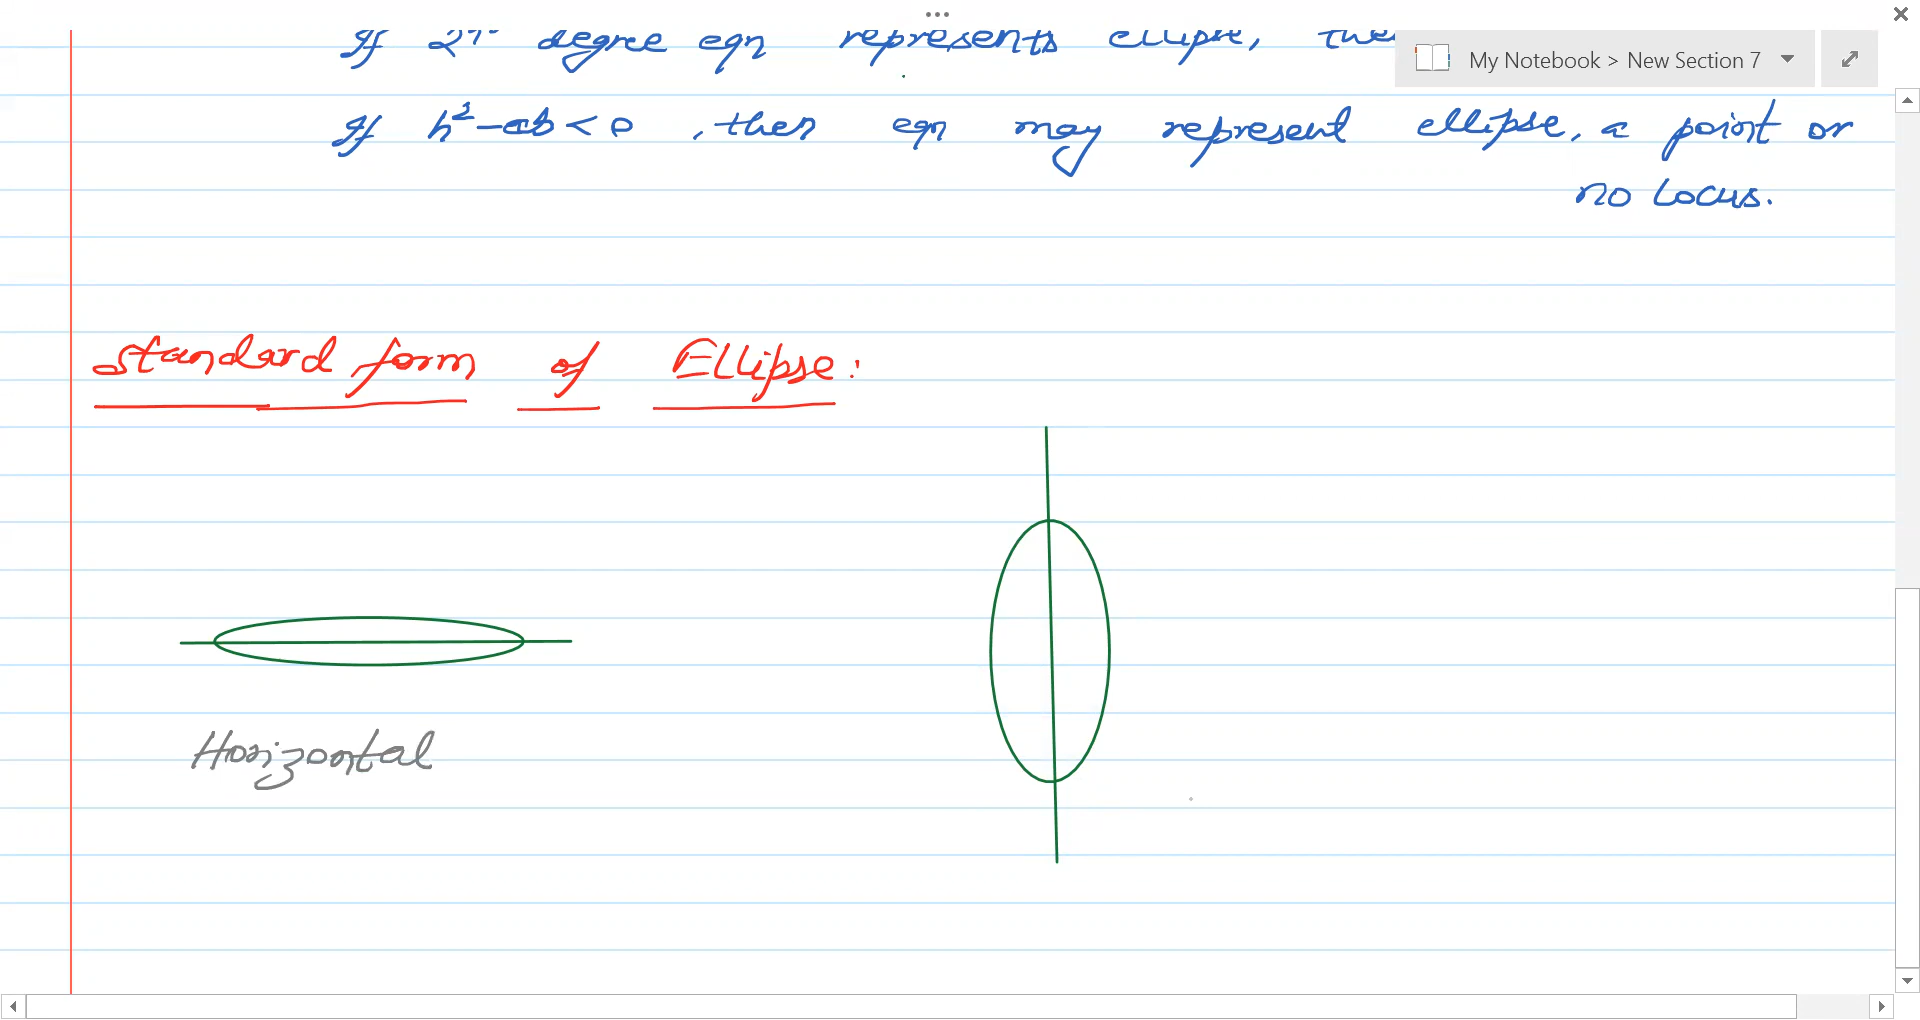 If 2nd degree eqn represents ellipse, the
My Notebook > New Section 7
If h²-ab<0, then eqn may represent ellipse, a point or
no Locus.
Standard form of Ellipse:
Horizontal